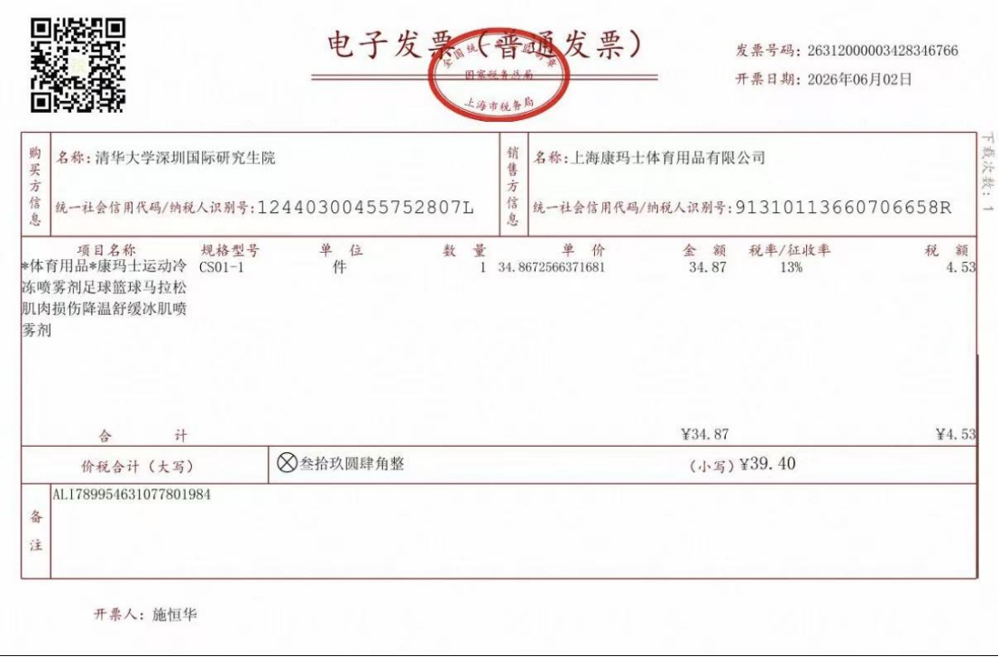 电子发票（普通发票）
全国统一发票监制章
国家税务总局
上海市税务局
发票号码：26312000003428346766
开票日期：2026年06月02日
下载次数：1
购买方信息
名称：清华大学深圳国际研究生院
统一社会信用代码/纳税人识别号：12440300455752807L
销售方信息
名称：上海康玛士体育用品有限公司
统一社会信用代码/纳税人识别号：91310113660706658R
项目名称 规格型号 单位 数量 单价 金额 税率/征收率 税额
*体育用品*康玛士运动冷 CS01-1 件 1 34.8672566371681 34.87 13% 4.53
冻喷雾剂足球篮球马拉松
肌肉损伤降温舒缓冰肌喷
雾剂
合计 ¥34.87 ¥4.53
价税合计（大写） ⊗叁拾玖圆肆角整 （小写）¥39.40
备注
ALI7899546310778​01984
开票人：施恒华